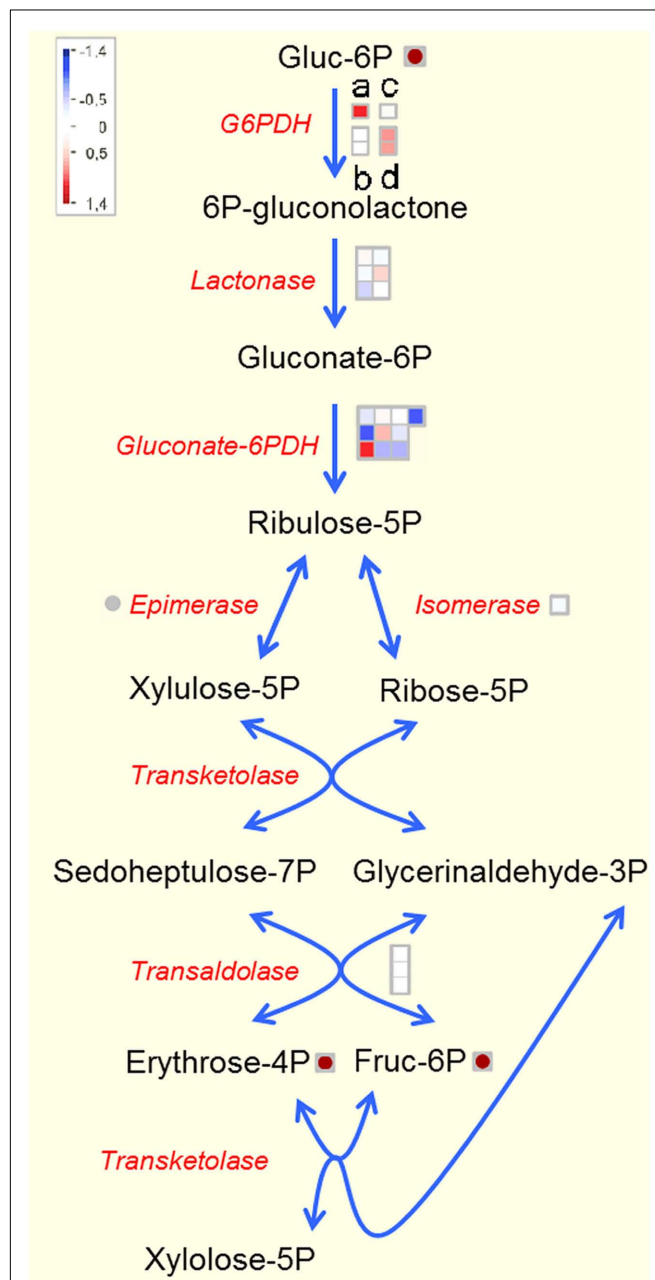 -1,4
-0,5
0
0,5
1,4
Gluc-6P
a c
G6PDH
b d
6P-gluconolactone
Lactonase
Gluconate-6P
Gluconate-6PDH
Ribulose-5P
Epimerase
Isomerase
Xylulose-5P
Ribose-5P
Transketolase
Sedoheptulose-7P
Glycerinaldehyde-3P
Transaldolase
Erythrose-4P
Fruc-6P
Transketolase
Xylolose-5P